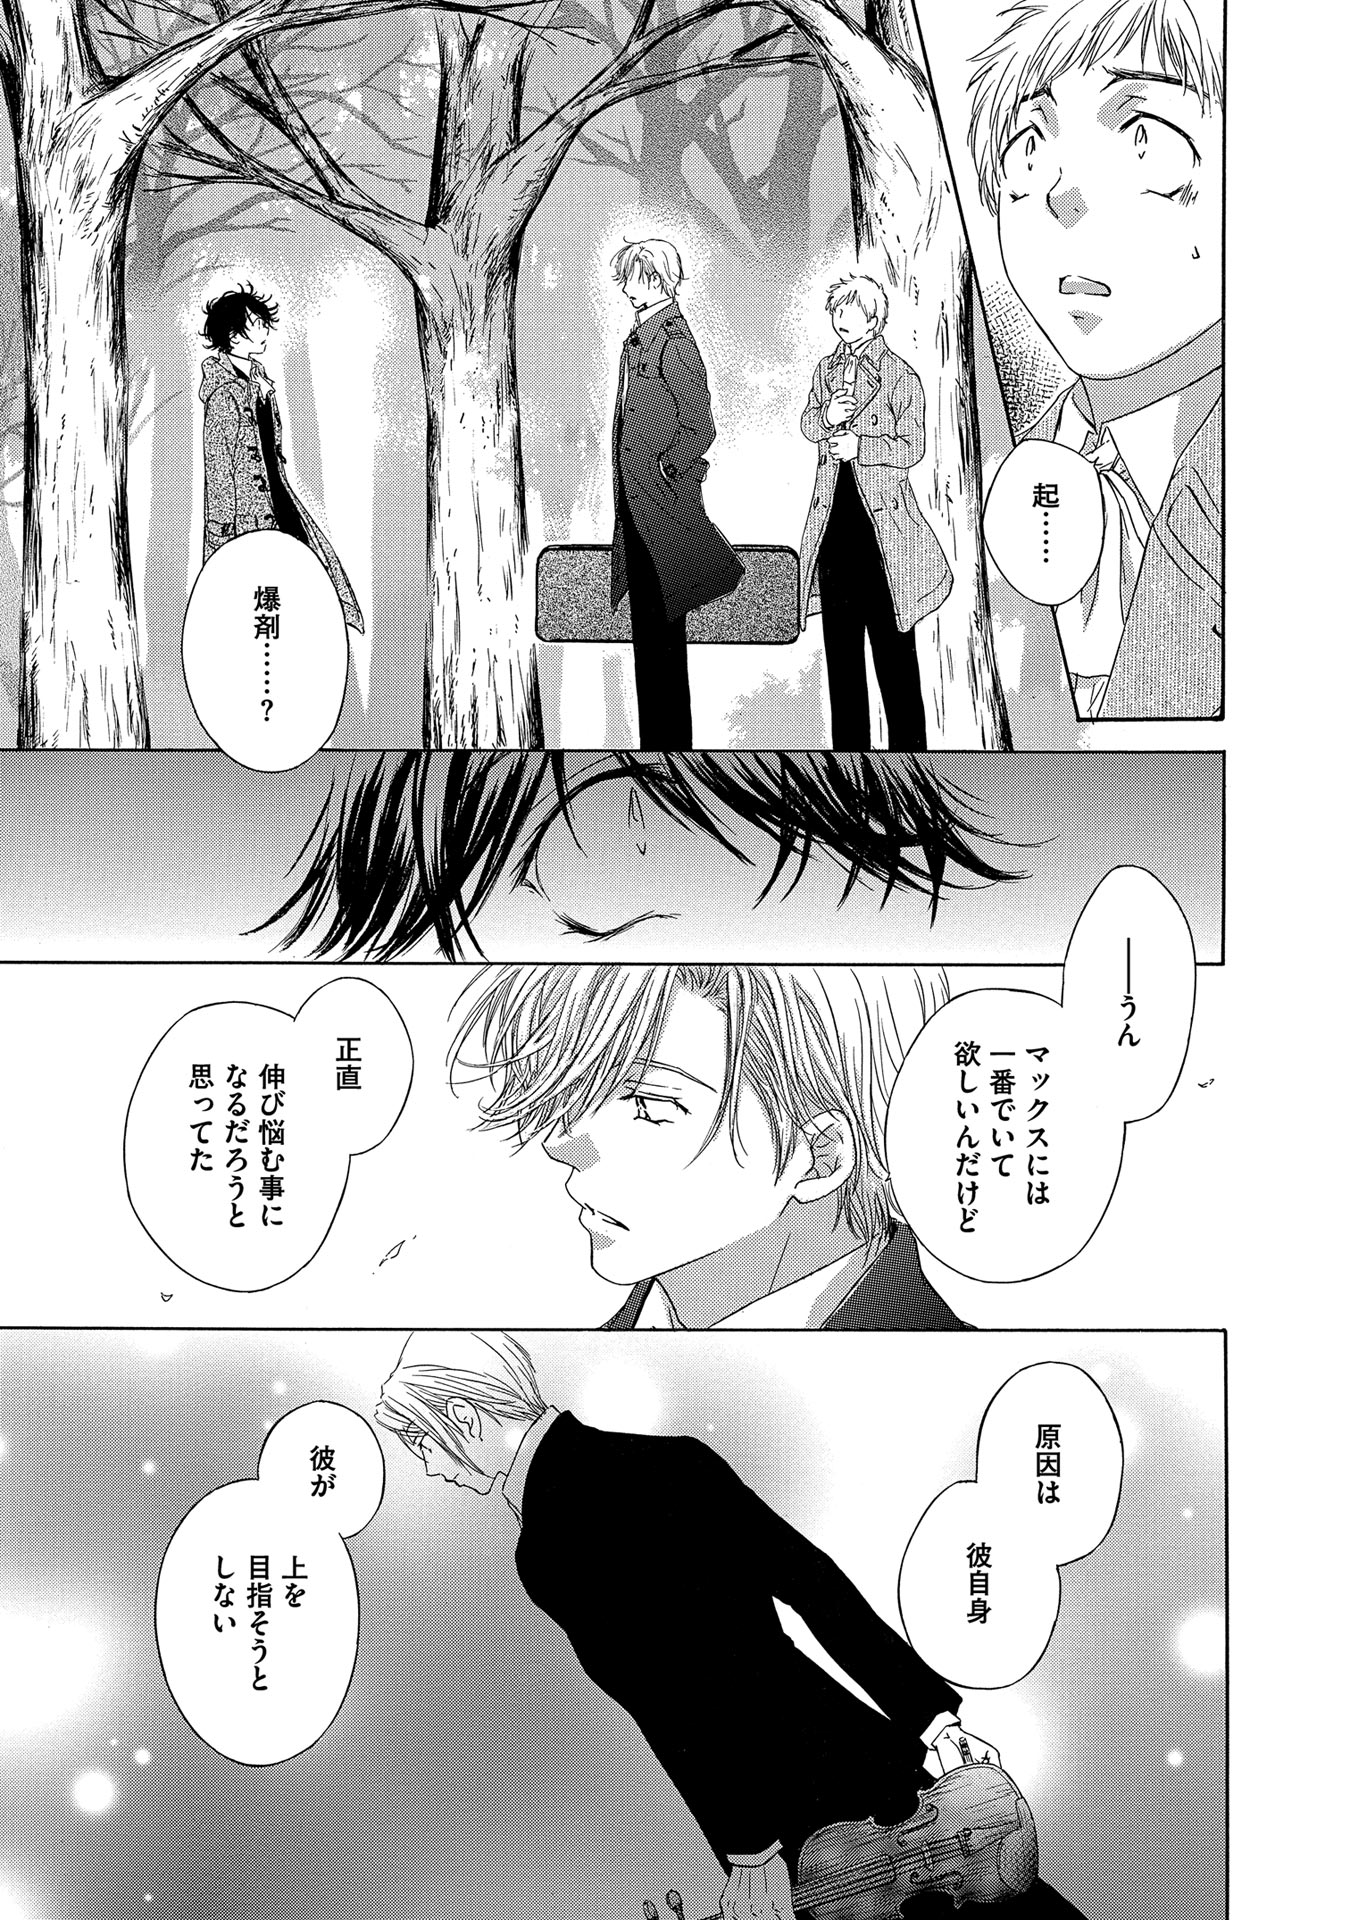 起……
爆剤……？
――うん
マックスには
一番でいて
欲しいんだけど
正直
伸び悩む事に
なるだろうと
思ってた
原因は
彼自身
彼が
上を
目指そうと
しない